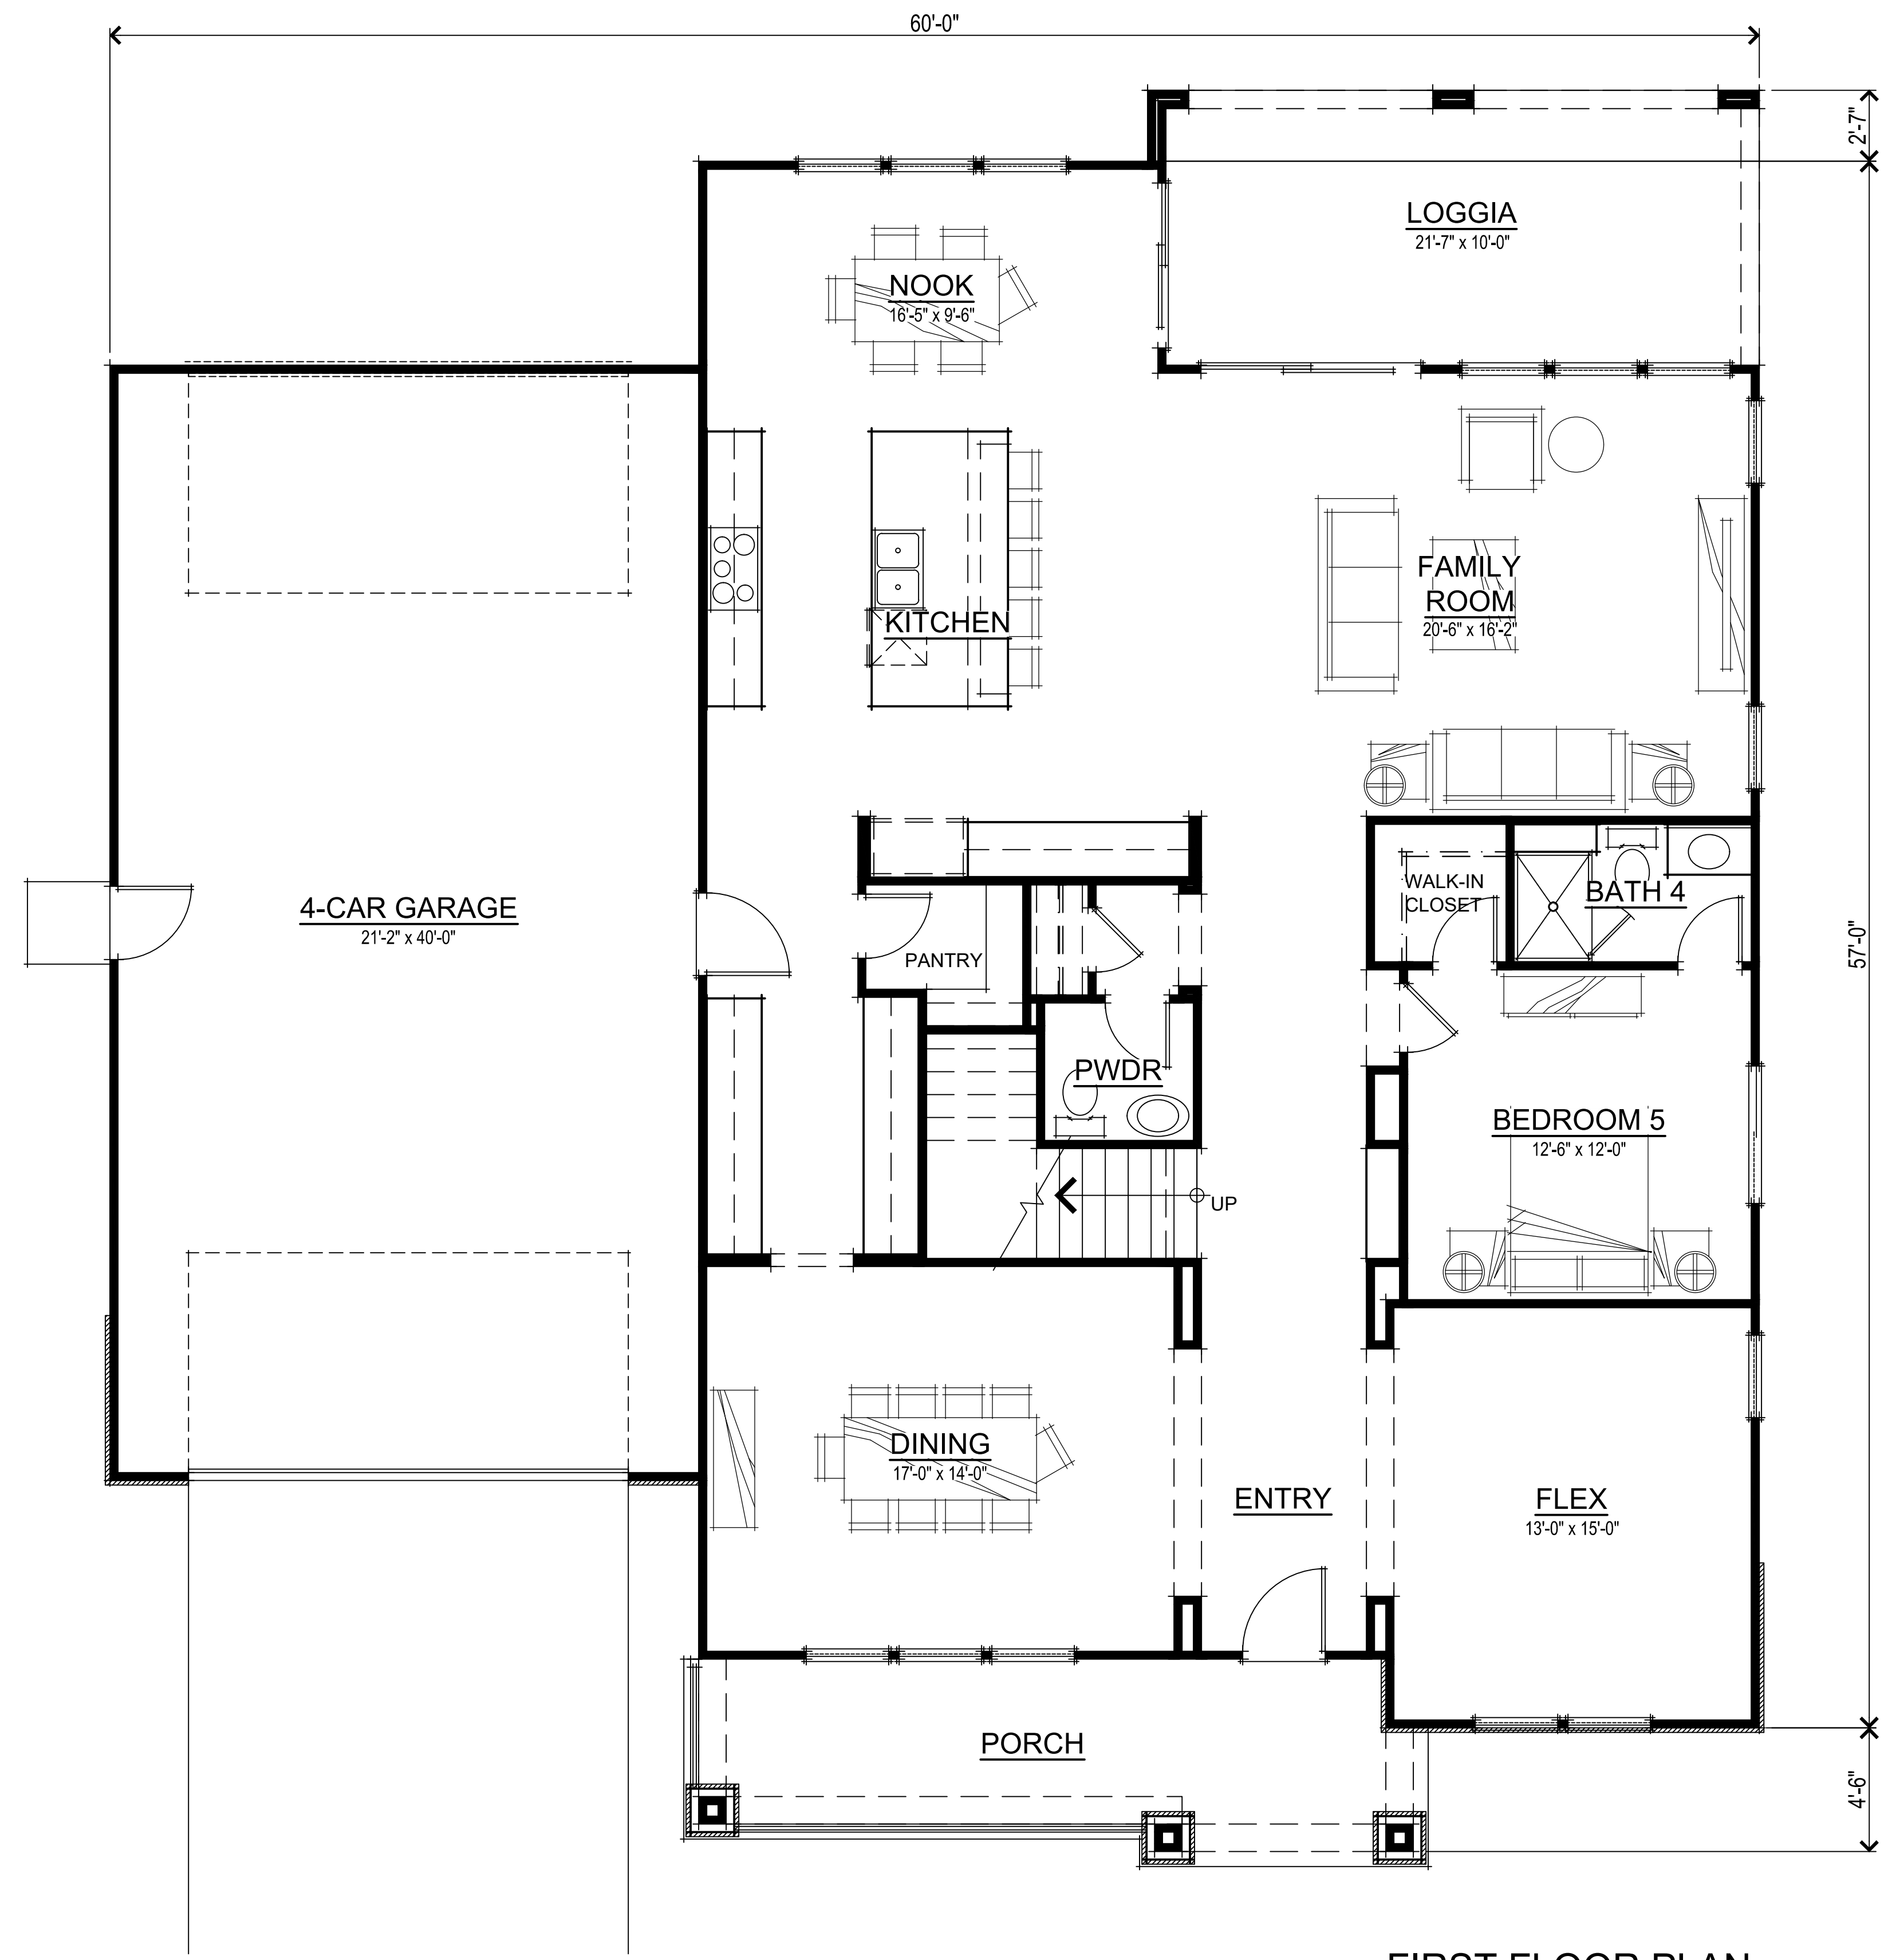 60'-0"
2'-7"
LOGGIA
21'-7" x 10'-0"
NOOK
16'-5" x 9'-6"
FAMILY
ROOM
20'-6" x 16'-2"
KITCHEN
WALK-IN
CLOSET
BATH 4
4-CAR GARAGE
21'-2" x 40'-0"
57'-0"
PANTRY
PWDR
BEDROOM 5
12'-6" x 12'-0"
UP
DINING
17'-0" x 14'-0"
ENTRY
FLEX
13'-0" x 15'-0"
PORCH
4'-6"
FIRST FLOOR PLAN